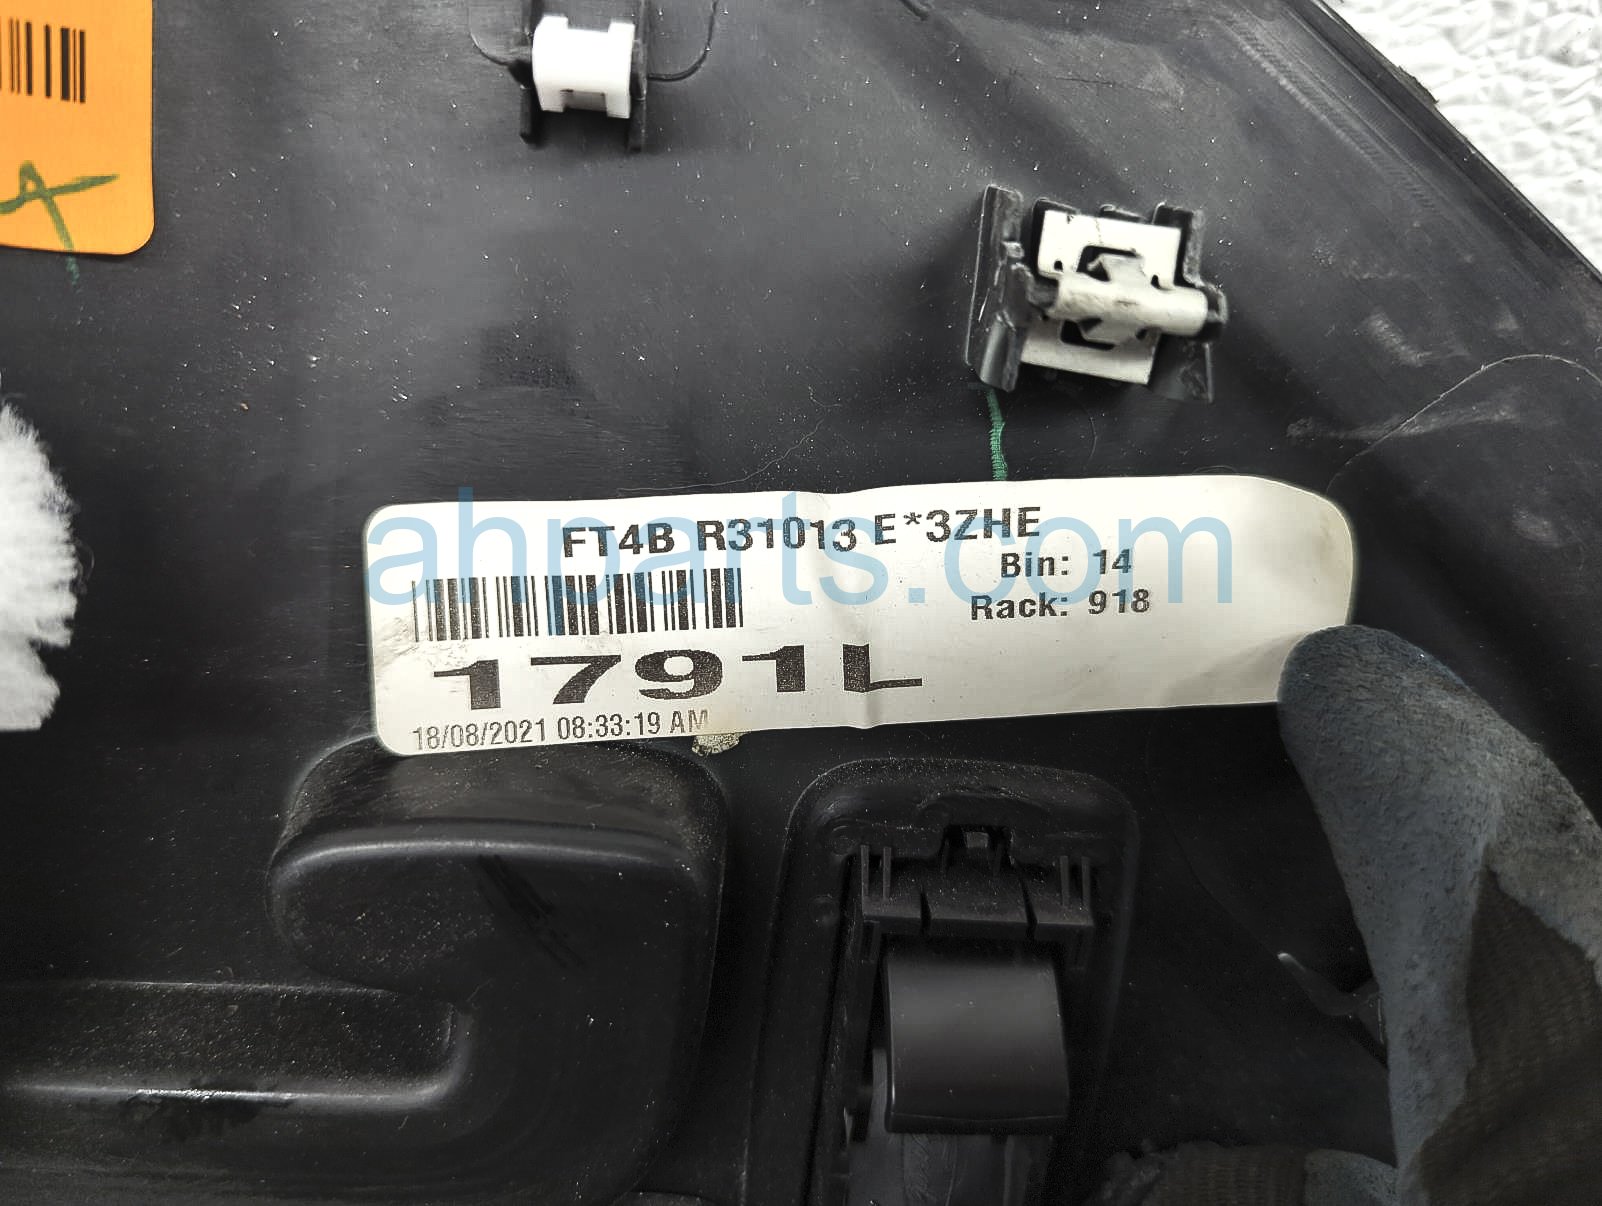 FT4B R31013 E*3ZHE
Bin: 14
Rack: 918
1791L
18/08/2021 08:33:19 AM
ahparts.com